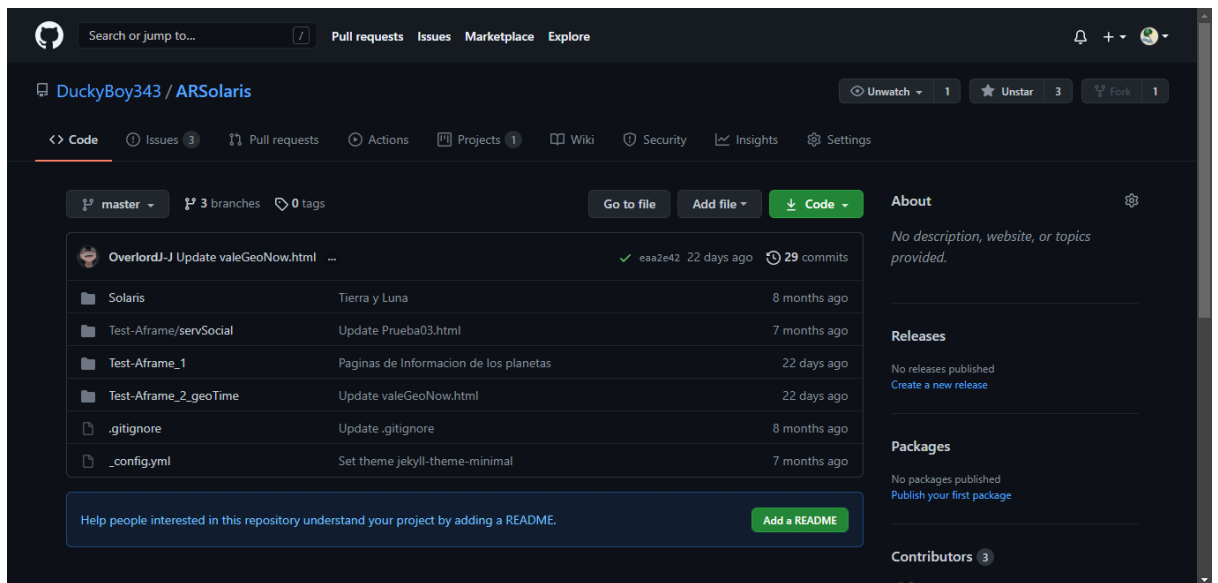 Search or jump to... /
Pull requests Issues Marketplace Explore
DuckyBoy343 / ARSolaris
Unwatch 1 Unstar 3 Fork 1
Code Issues 3 Pull requests Actions Projects 1 Wiki Security Insights Settings
master 3 branches 0 tags Go to file Add file Code
OverlordJ-J Update valeGeoNow.html ... eaa2e42 22 days ago 29 commits
Solaris Tierra y Luna 8 months ago
Test-Aframe/servSocial Update Prueba03.html 7 months ago
Test-Aframe_1 Paginas de Informacion de los planetas 22 days ago
Test-Aframe_2_geoTime Update valeGeoNow.html 22 days ago
.gitignore Update .gitignore 8 months ago
_config.yml Set theme jekyll-theme-minimal 7 months ago
Help people interested in this repository understand your project by adding a README. Add a README
About
No description, website, or topics
provided.
Releases
No releases published
Create a new release
Packages
No packages published
Publish your first package
Contributors 3